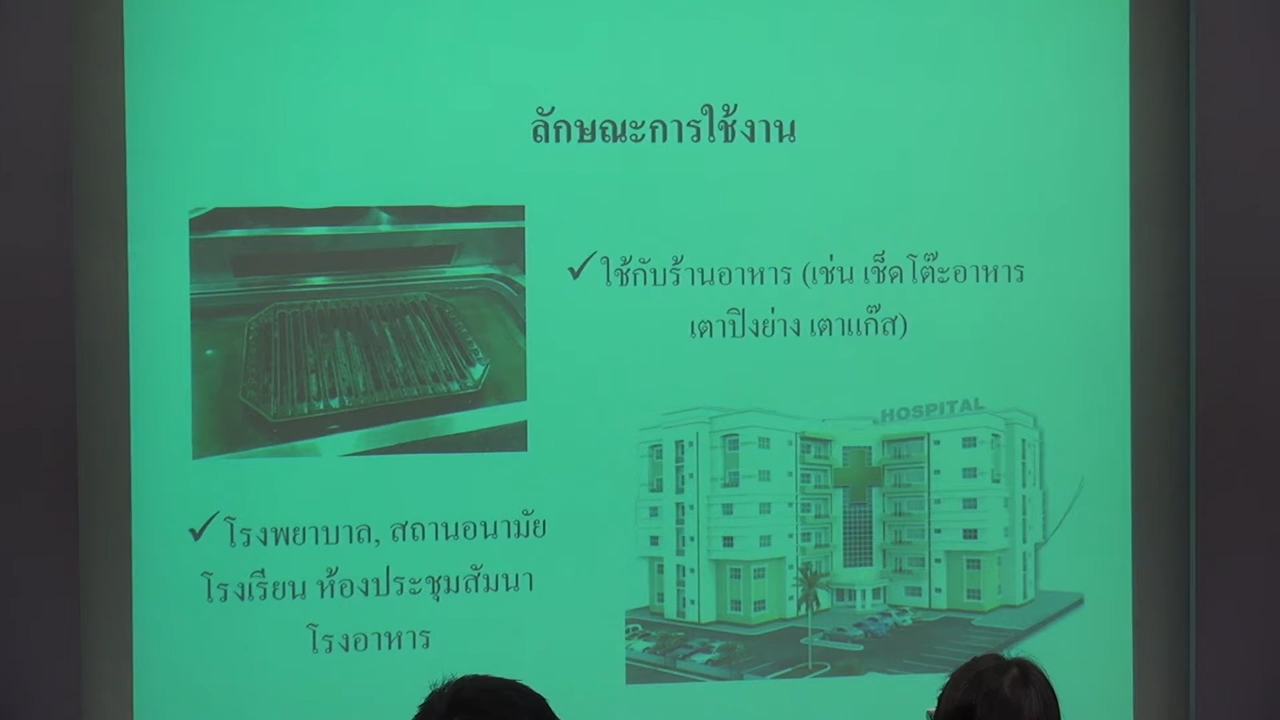 ลักษณะการใช้งาน
✓ใช้กับร้านอาหาร (เช่น เช็ดโต๊ะอาหาร
เตาปิงย่าง เตาแก๊ส)
HOSPITAL
✓โรงพยาบาล, สถานอนามัย
โรงเรียน ห้องประชุมสัมนา
โรงอาหาร